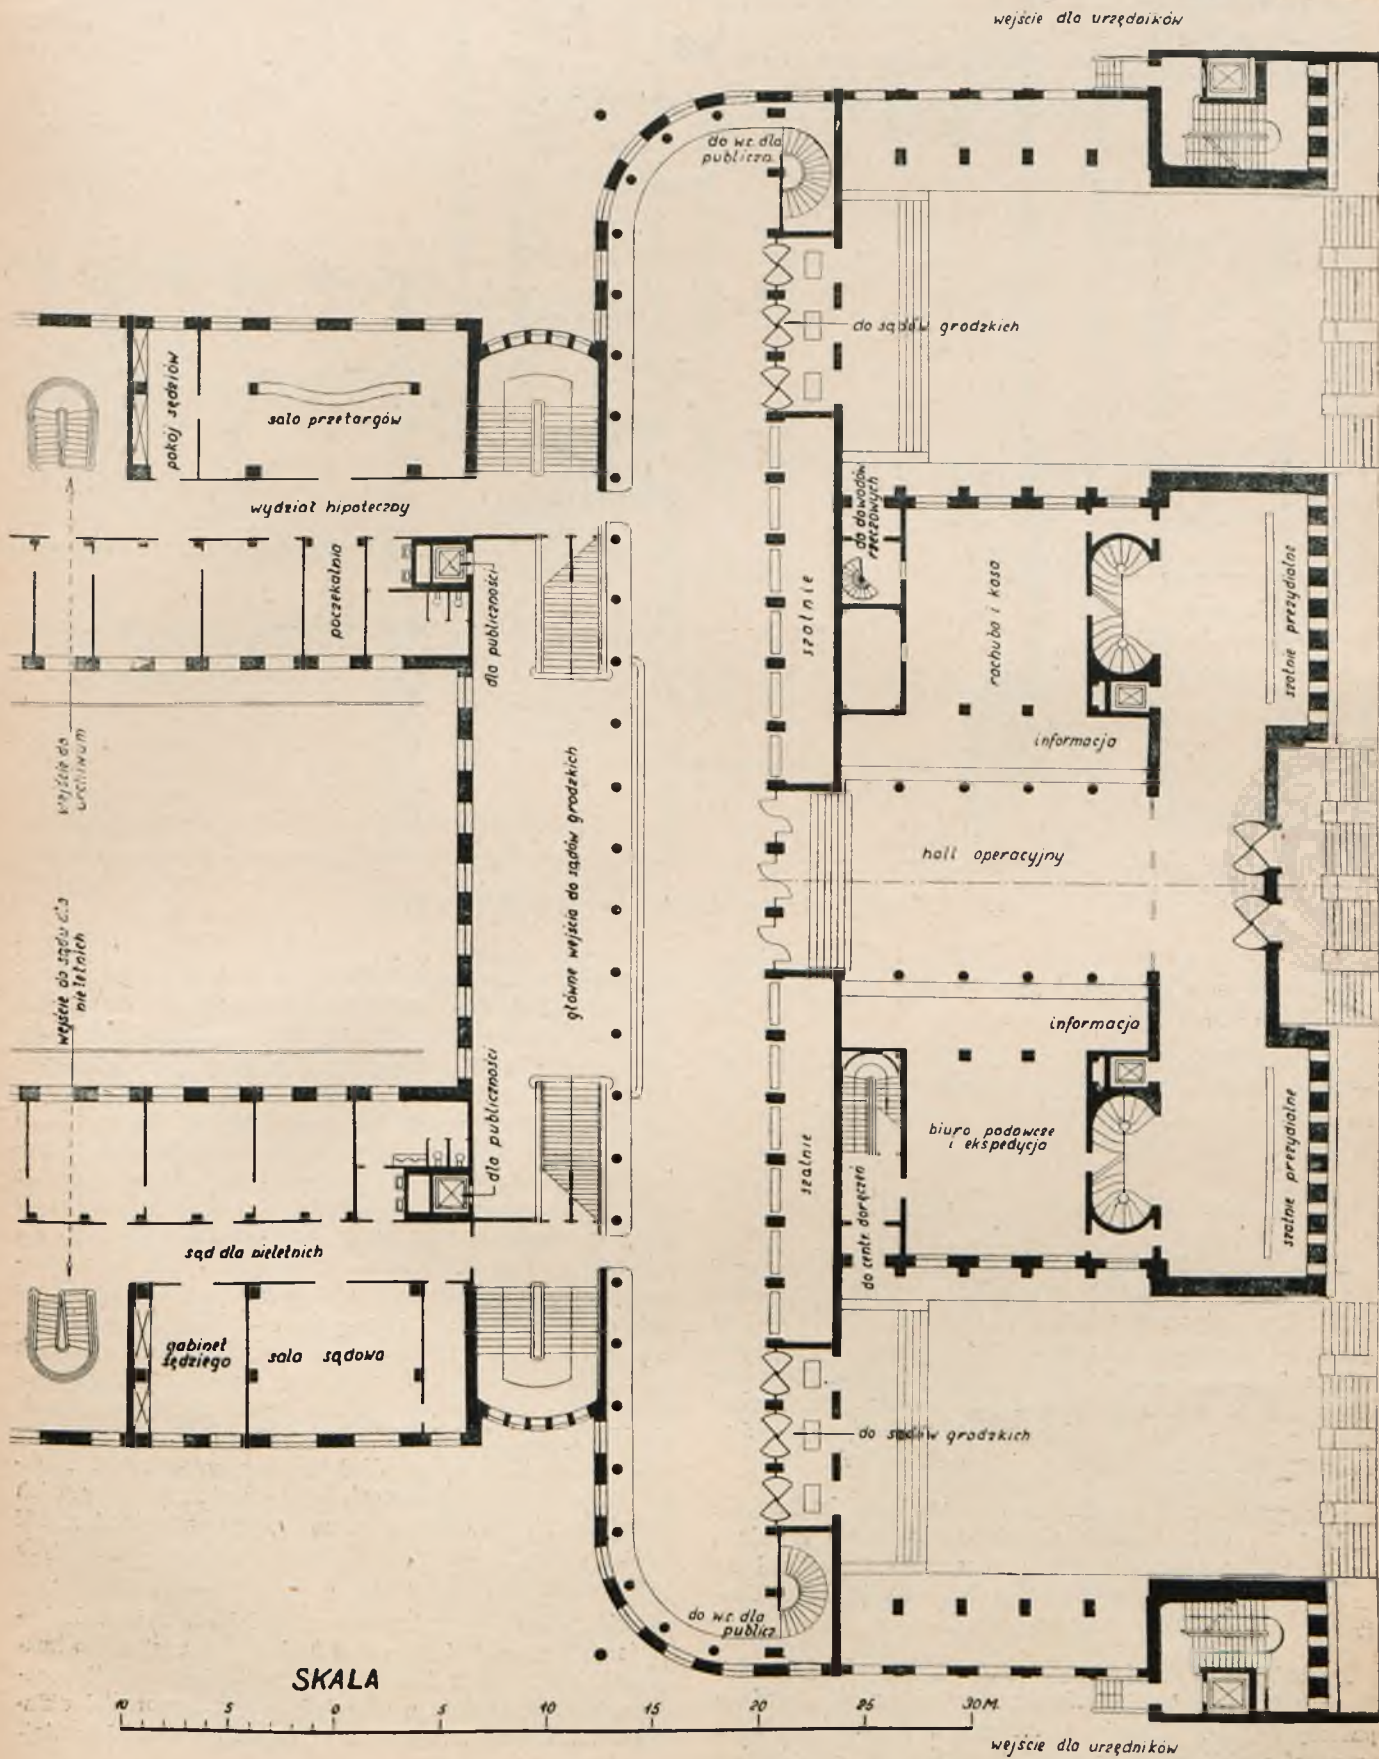 wejście dla urzędników
do w.c. dla
publiczn.
do sądów grodzkich
pokój sędziów
sala przetargów
wydział hipoteczny
poczekalnia
dla publiczności
szatnie
do dowodów
rzeczowych
rachuba i kasa
szatnie prezydialne
informacja
wejście do
archiwum
główne wejścia do sądów grodzkich
hall operacyjny
wejście do sądu dla
nieletnich
informacja
dla publiczności
szatnie
biuro podawcze
i ekspedycja
do centr. doręczeń
szatnie prezydialne
sąd dla nieletnich
gabinet
sędziego
sala sądowa
do sądów grodzkich
do w.c. dla
publicz.
SKALA
10 5 0 5 10 15 20 25 30 M.
wejście dla urzędników